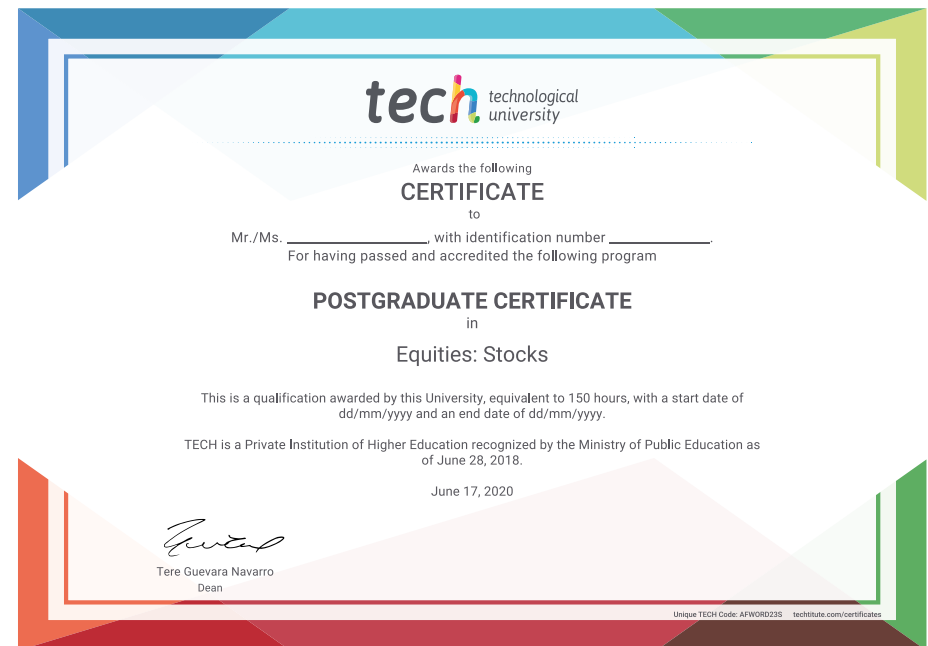 tech technological
university
Awards the following
CERTIFICATE
to
Mr./Ms. ____________________, with identification number ______________.
For having passed and accredited the following program
POSTGRADUATE CERTIFICATE
in
Equities: Stocks
This is a qualification awarded by this University, equivalent to 150 hours, with a start date of
dd/mm/yyyy and an end date of dd/mm/yyyy.
TECH is a Private Institution of Higher Education recognized by the Ministry of Public Education as
of June 28, 2018.
June 17, 2020
Tere Guevara Navarro
Dean
Unique TECH Code: AFWORD23S techtitute.com/certificates